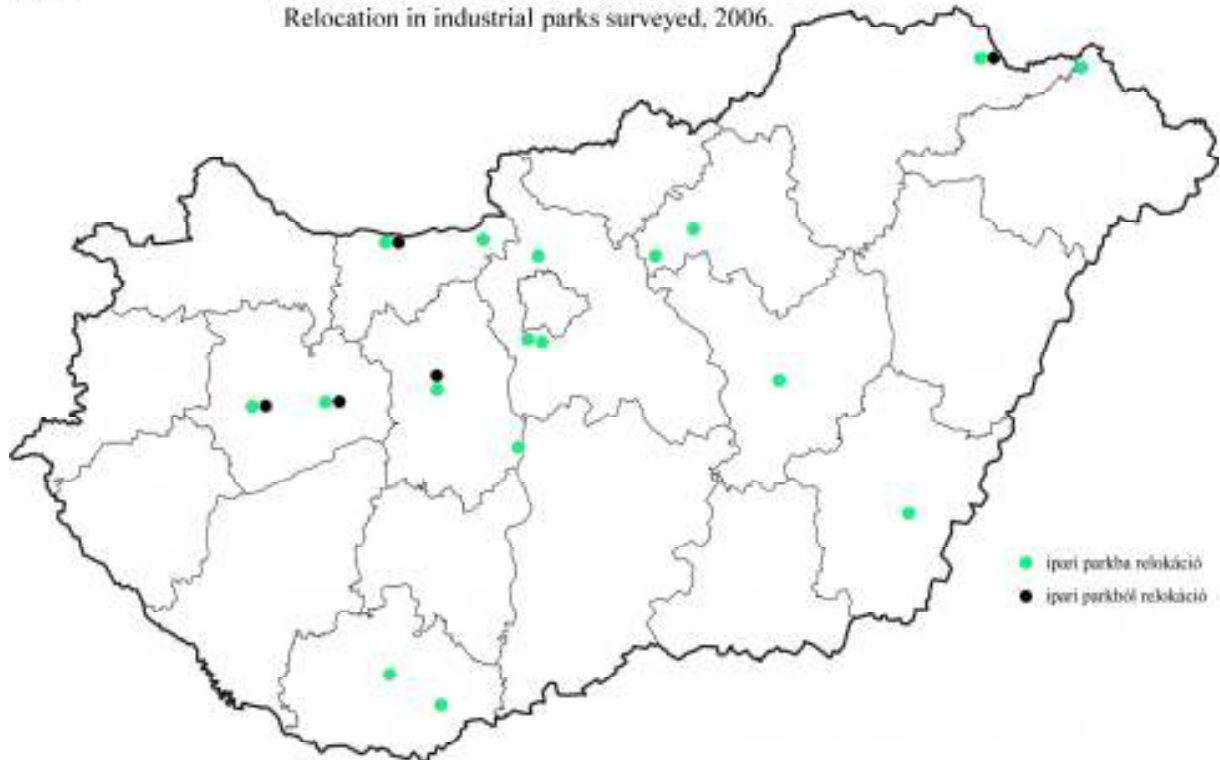 Relocation in industrial parks surveyed, 2006.
ipari parkba relokáció
ipari parkból relokáció